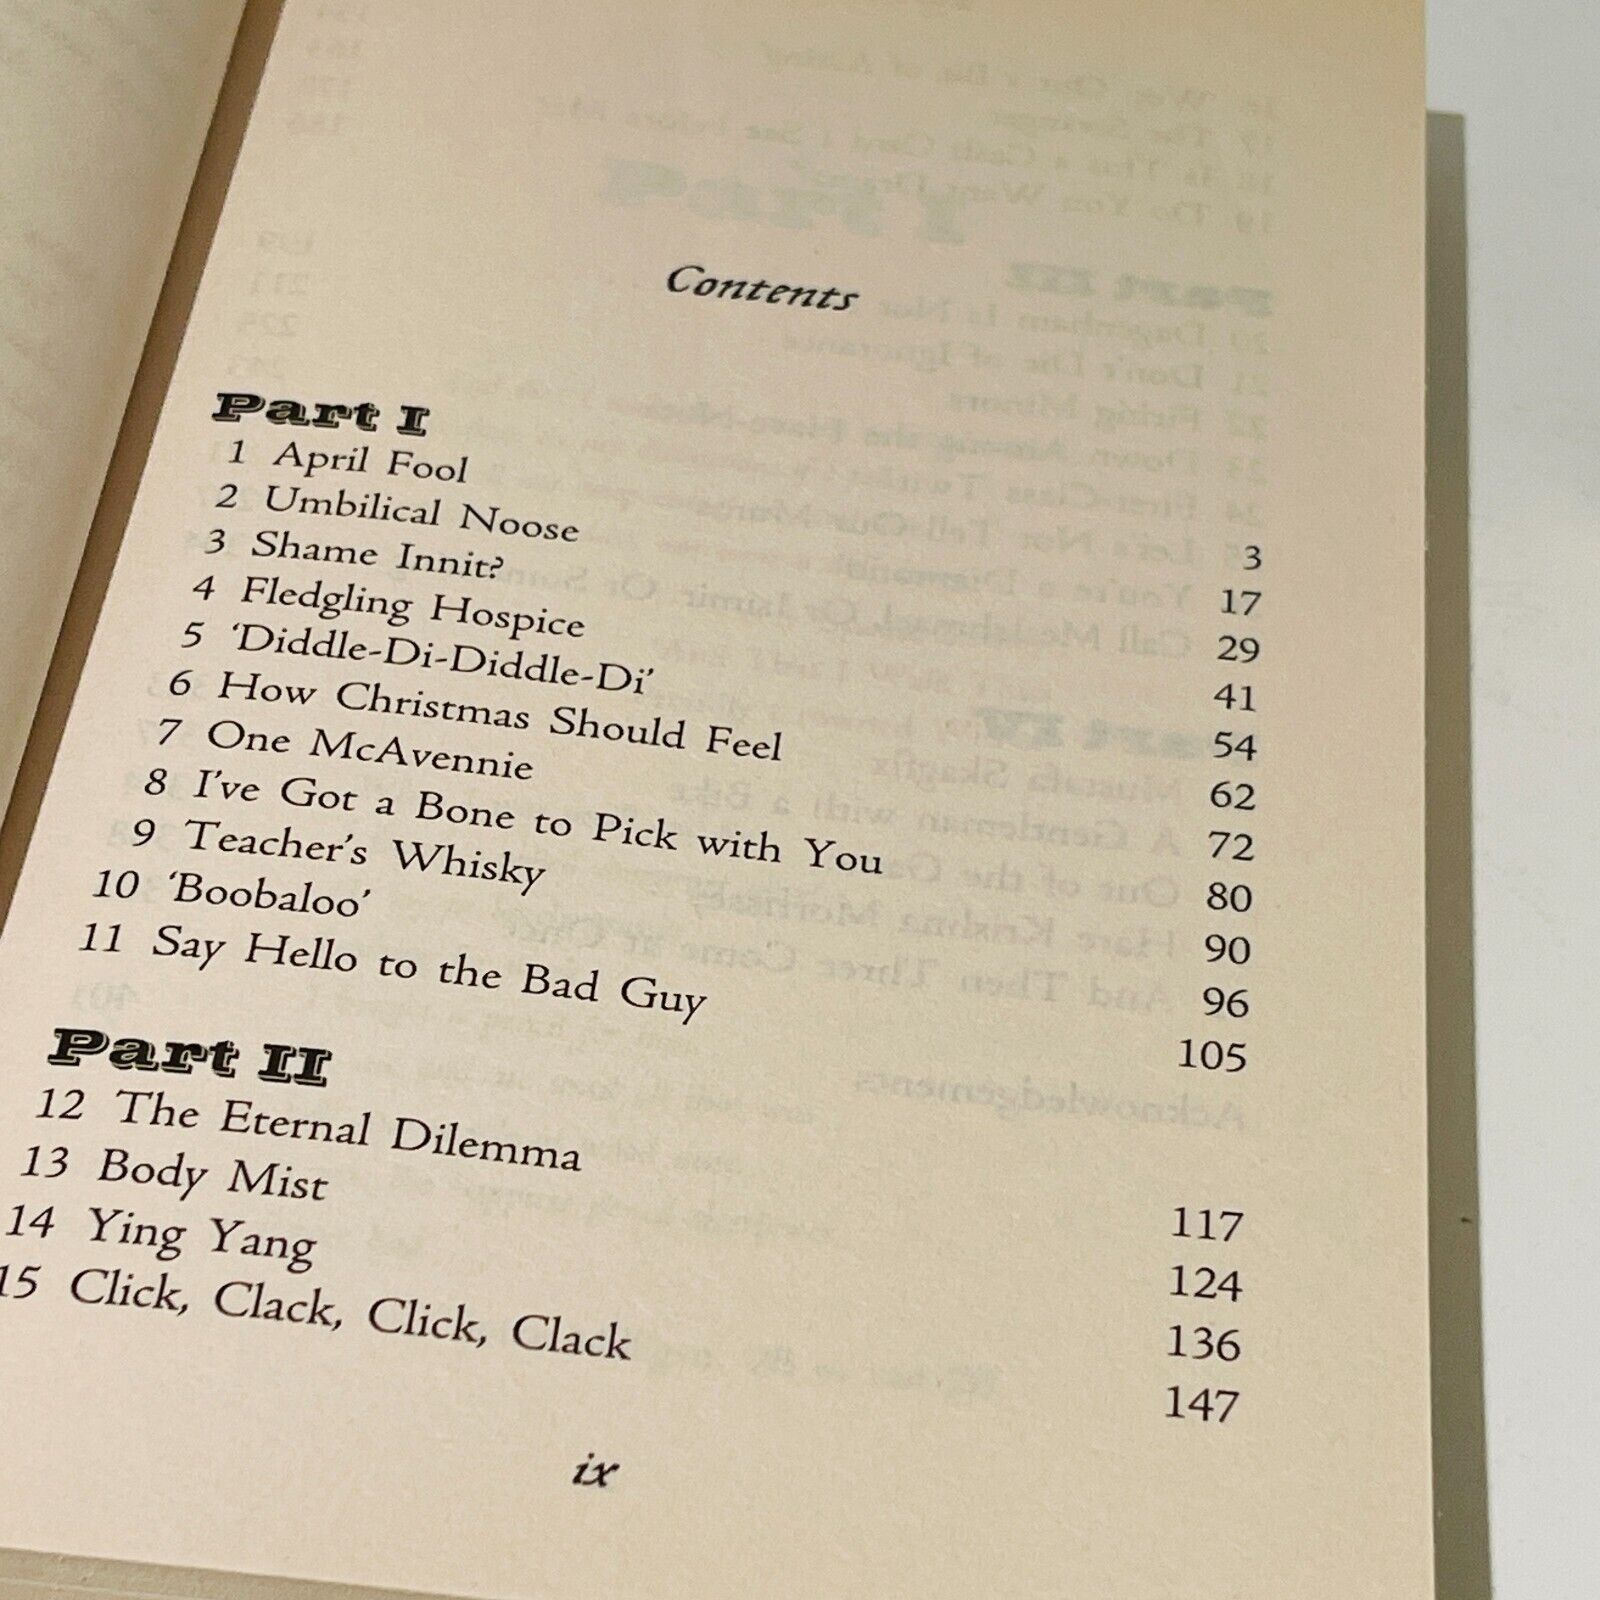 Contents
Part I
1 April Fool 3
2 Umbilical Noose 17
3 Shame Innit? 29
4 Fledgling Hospice 41
5 ‘Diddle-Di-Diddle-Di’ 54
6 How Christmas Should Feel 62
7 One McAvennie 72
8 I've Got a Bone to Pick with You 80
9 Teacher's Whisky 90
10 ‘Boobaloo’ 96
11 Say Hello to the Bad Guy 105
Part II
12 The Eternal Dilemma 117
13 Body Mist 124
14 Ying Yang 136
15 Click, Clack, Click, Clack 147
ix